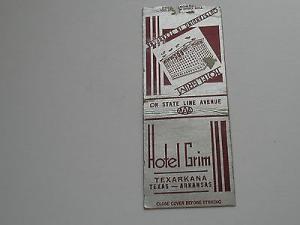 HOTEL GRIM
ON STATE LINE AVENUE
AAA
Hotel Grim
TEXARKANA
TEXAS — ARKANSAS
CLOSE COVER BEFORE STRIKING